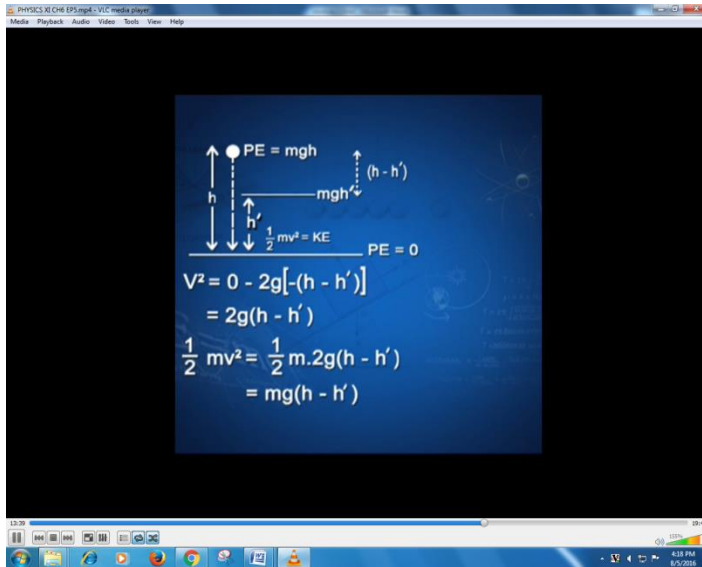 PHYSICS XI CH6 EP5.mp4 - VLC media player
Media Playback Audio Video Tools View Help
PE = mgh
(h - h′)
h
mgh′
h′
1/2 mv² = KE
PE = 0
V² = 0 - 2g[-(h - h′)]
= 2g(h - h′)
1/2 mv² = 1/2 m.2g(h - h′)
= mg(h - h′)
13:39
4:18 PM
8/5/2016